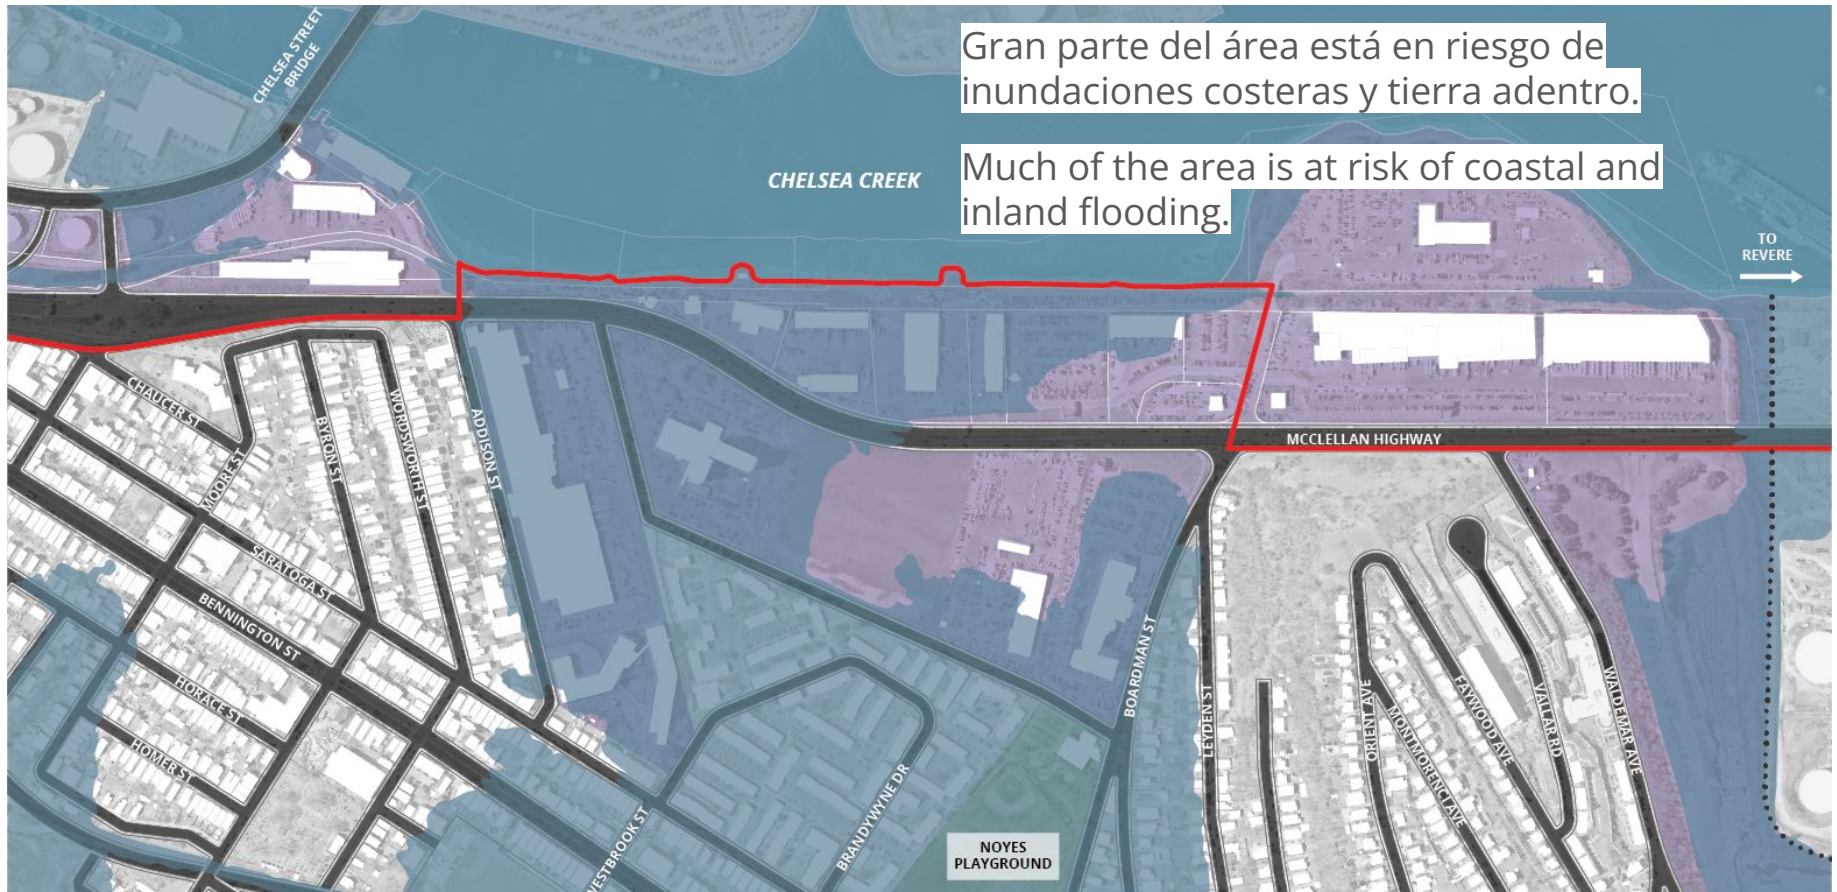 Gran parte del área está en riesgo de
inundaciones costeras y tierra adentro.
Much of the area is at risk of coastal and
inland flooding.
CHELSEA STREET
BRIDGE
CHELSEA CREEK
TO
REVERE
MCCLELLAN HIGHWAY
CHAUCER ST
MOORE ST
BYRON ST
WORDSWORTH ST
ADDISON ST
SARATOGA ST
BENNINGTON ST
HORACE ST
HOMER ST
WESTBROOK ST
BRANDYWYNE DR
BOARDMAN ST
LEYDEN ST
ORIENT AVE
MONTMORENCI AVE
FAYWOOD AVE
VALLAR RD
WALDEMAR AVE
NOYES
PLAYGROUND